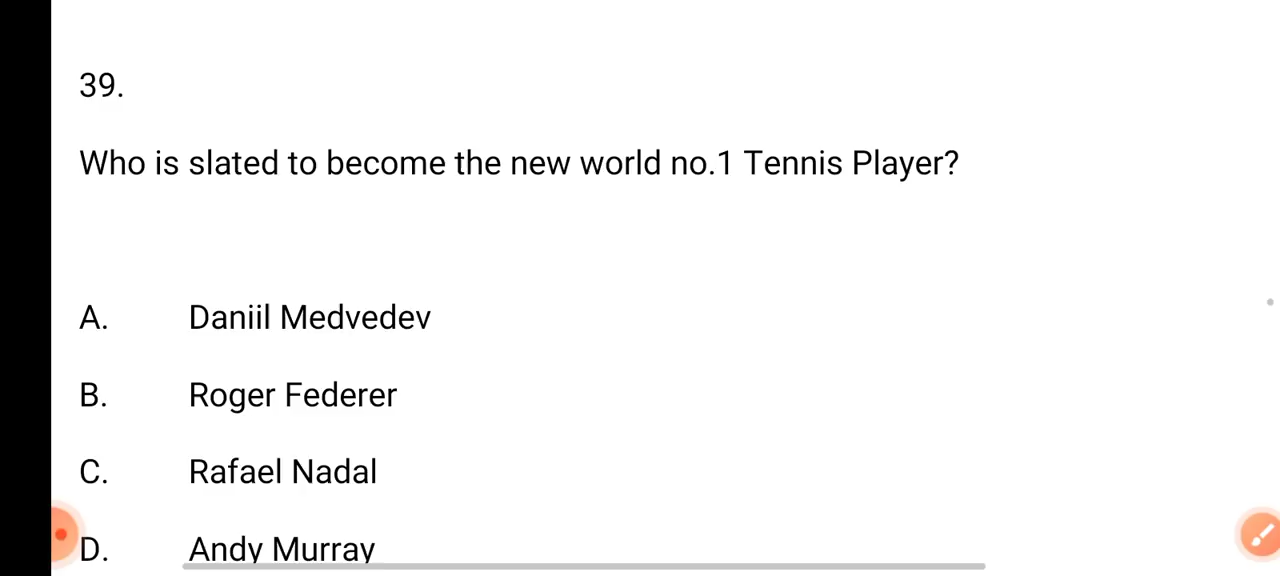 39.
Who is slated to become the new world no.1 Tennis Player?
A. Daniil Medvedev
B. Roger Federer
C. Rafael Nadal
D. Andy Murray